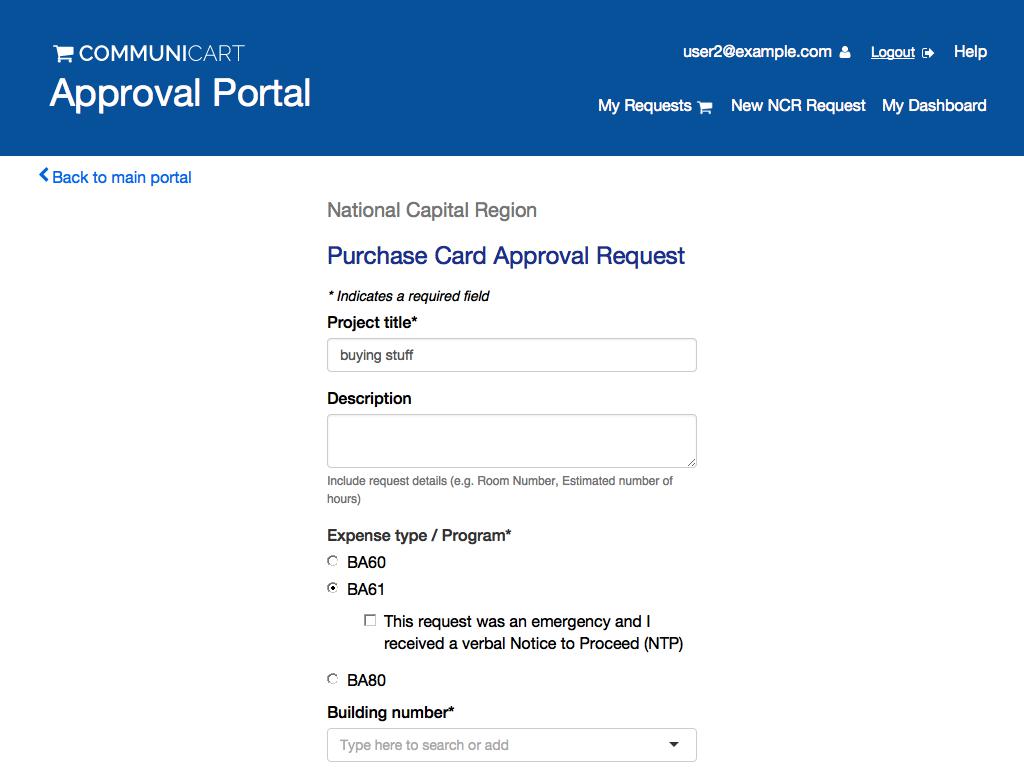 COMMUNICART
Approval Portal
user2@example.com Logout Help
My Requests New NCR Request My Dashboard
Back to main portal
National Capital Region
Purchase Card Approval Request
* Indicates a required field
Project title*
buying stuff
Description
Include request details (e.g. Room Number, Estimated number of
hours)
Expense type / Program*
BA60
BA61
This request was an emergency and I
received a verbal Notice to Proceed (NTP)
BA80
Building number*
Type here to search or add